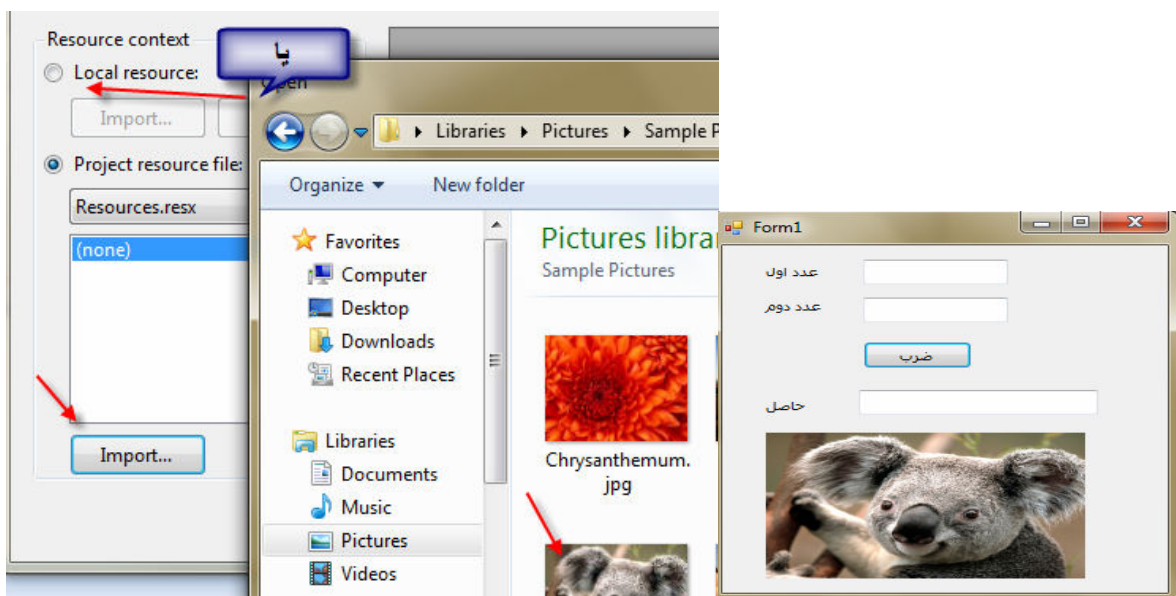 Resource context
Local resource:
Import...
Project resource file:
Resources.resx
(none)
Import...
یا
Libraries ▸ Pictures ▸ Sample
Organize
New folder
Favorites
Computer
Desktop
Downloads
Recent Places
Libraries
Documents
Music
Pictures
Videos
Pictures
Sample Pictures
Chrysanthemum.
jpg
Form1
عدد اول
عدد دوم
ضرب
حاصل